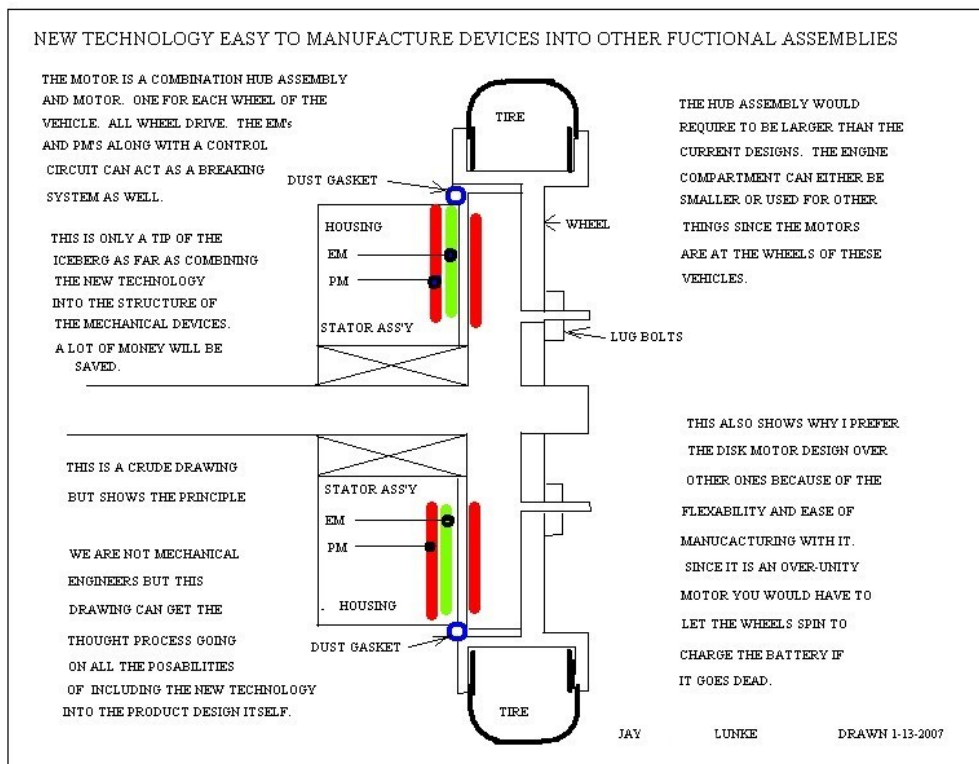 NEW TECHNOLOGY EASY TO MANUFACTURE DEVICES INTO OTHER FUCTIONAL ASSEMBLIES
THE MOTOR IS A COMBINATION HUB ASSEMBLY
AND MOTOR. ONE FOR EACH WHEEL OF THE
VEHICLE. ALL WHEEL DRIVE. THE EM's
AND PM'S ALONG WITH A CONTROL
CIRCUIT CAN ACT AS A BREAKING
SYSTEM AS WELL.
THIS IS ONLY A TIP OF THE
ICEBERG AS FAR AS COMBINING
THE NEW TECHNOLOGY
INTO THE STRUCTURE OF
THE MECHANICAL DEVICES.
A LOT OF MONEY WILL BE
SAVED.
TIRE
DUST GASKET
HOUSING
EM
PM
STATOR ASS'Y
WHEEL
LUG BOLTS
THE HUB ASSEMBLY WOULD
REQUIRE TO BE LARGER THAN THE
CURRENT DESIGNS. THE ENGINE
COMPARTMENT CAN EITHER BE
SMALLER OR USED FOR OTHER
THINGS SINCE THE MOTORS
ARE AT THE WHEELS OF THESE
VEHICLES.
THIS IS A CRUDE DRAWING
BUT SHOWS THE PRINCIPLE
WE ARE NOT MECHANICAL
ENGINEERS BUT THIS
DRAWING CAN GET THE
THOUGHT PROCESS GOING
ON ALL THE POSABILITIES
OF INCLUDING THE NEW TECHNOLOGY
INTO THE PRODUCT DESIGN ITSELF.
STATOR ASS'Y
EM
PM
. HOUSING
DUST GASKET
TIRE
THIS ALSO SHOWS WHY I PREFER
THE DISK MOTOR DESIGN OVER
OTHER ONES BECAUSE OF THE
FLEXABILITY AND EASE OF
MANUCACTURING WITH IT.
SINCE IT IS AN OVER-UNITY
MOTOR YOU WOULD HAVE TO
LET THE WHEELS SPIN TO
CHARGE THE BATTERY IF
IT GOES DEAD.
JAY LUNKE DRAWN 1-13-2007